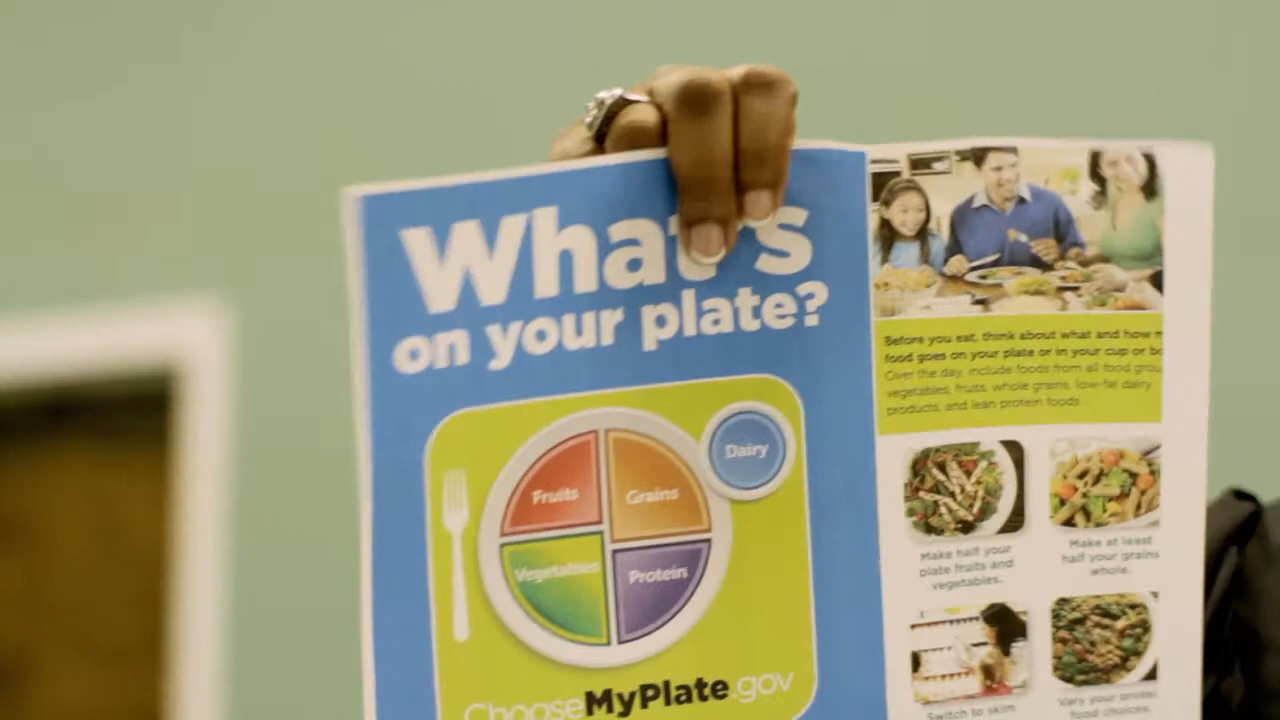 What's
on your plate?
Dairy
Fruits
Grains
Vegetables
Protein
ChooseMyPlate.gov
Before you eat, think about what and how
food goes on your plate or in your cup or
Over the day, include foods from all food
vegetables, fruits, whole grains, low-fat dairy
products, and lean protein foods
Make half your
plate fruits and
vegetables.
Make at least
half your grains
whole.
Switch to skim
Vary your
food choices.